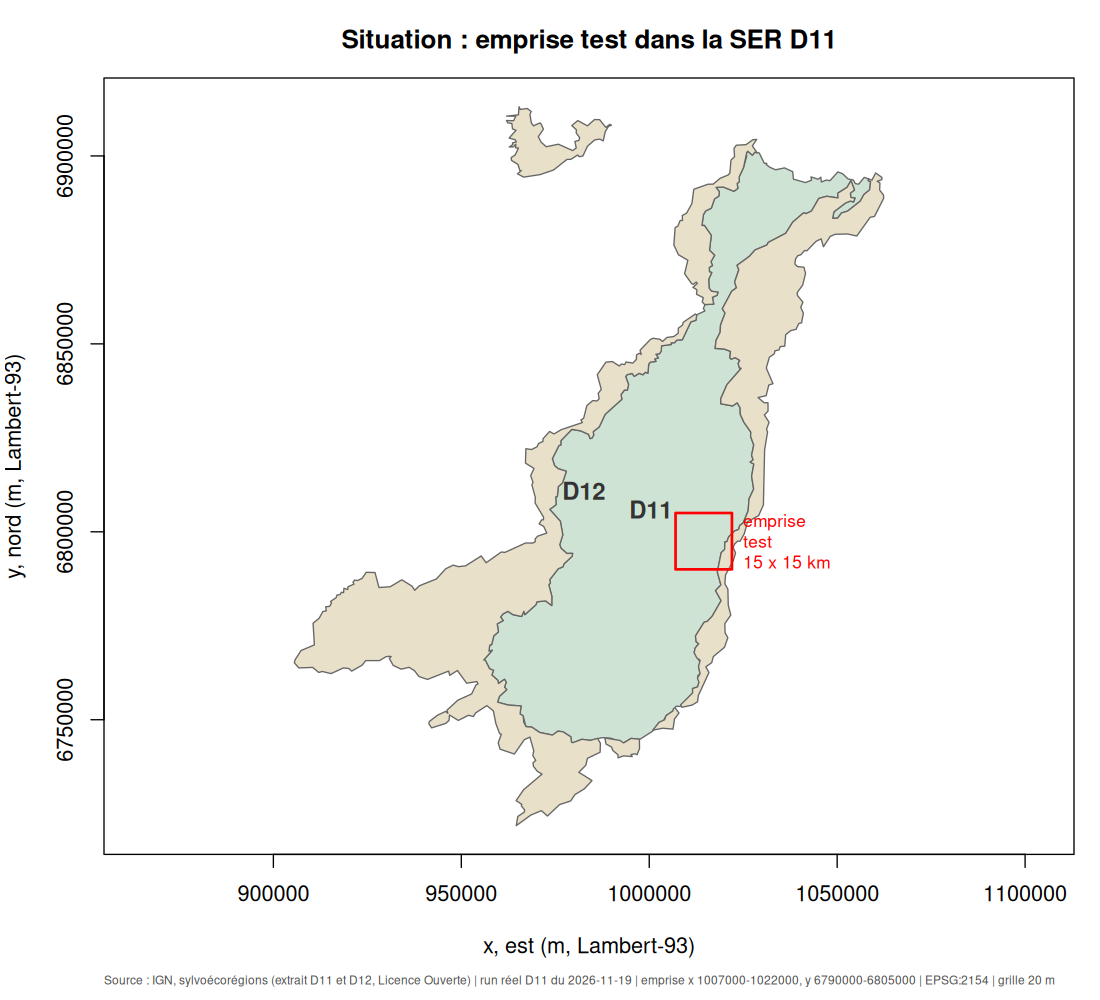 Situation : emprise test dans la SER D11
6900000
6850000
6800000
6750000
y, nord (m, Lambert-93)
D12
D11
emprise
test
15 x 15 km
900000
950000
1000000
1050000
1100000
x, est (m, Lambert-93)
Source : IGN, sylvoécorégions (extrait D11 et D12, Licence Ouverte) | run réel D11 du 2026-11-19 | emprise x 1007000-1022000, y 6790000-6805000 | EPSG:2154 | grille 20 m